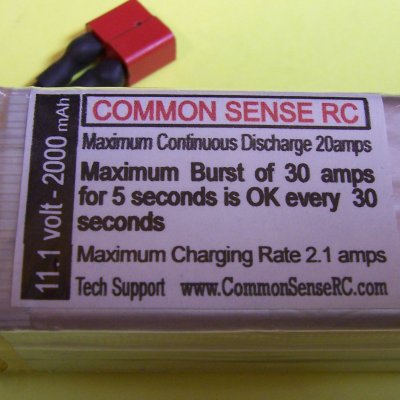 11.1 volt - 2000 mAh
COMMON SENSE RC
Maximum Continuous Discharge 20amps
Maximum Burst of 30 amps
for 5 seconds is OK every 30
seconds
Maximum Charging Rate 2.1 amps
Tech Support www.CommonSenseRC.com